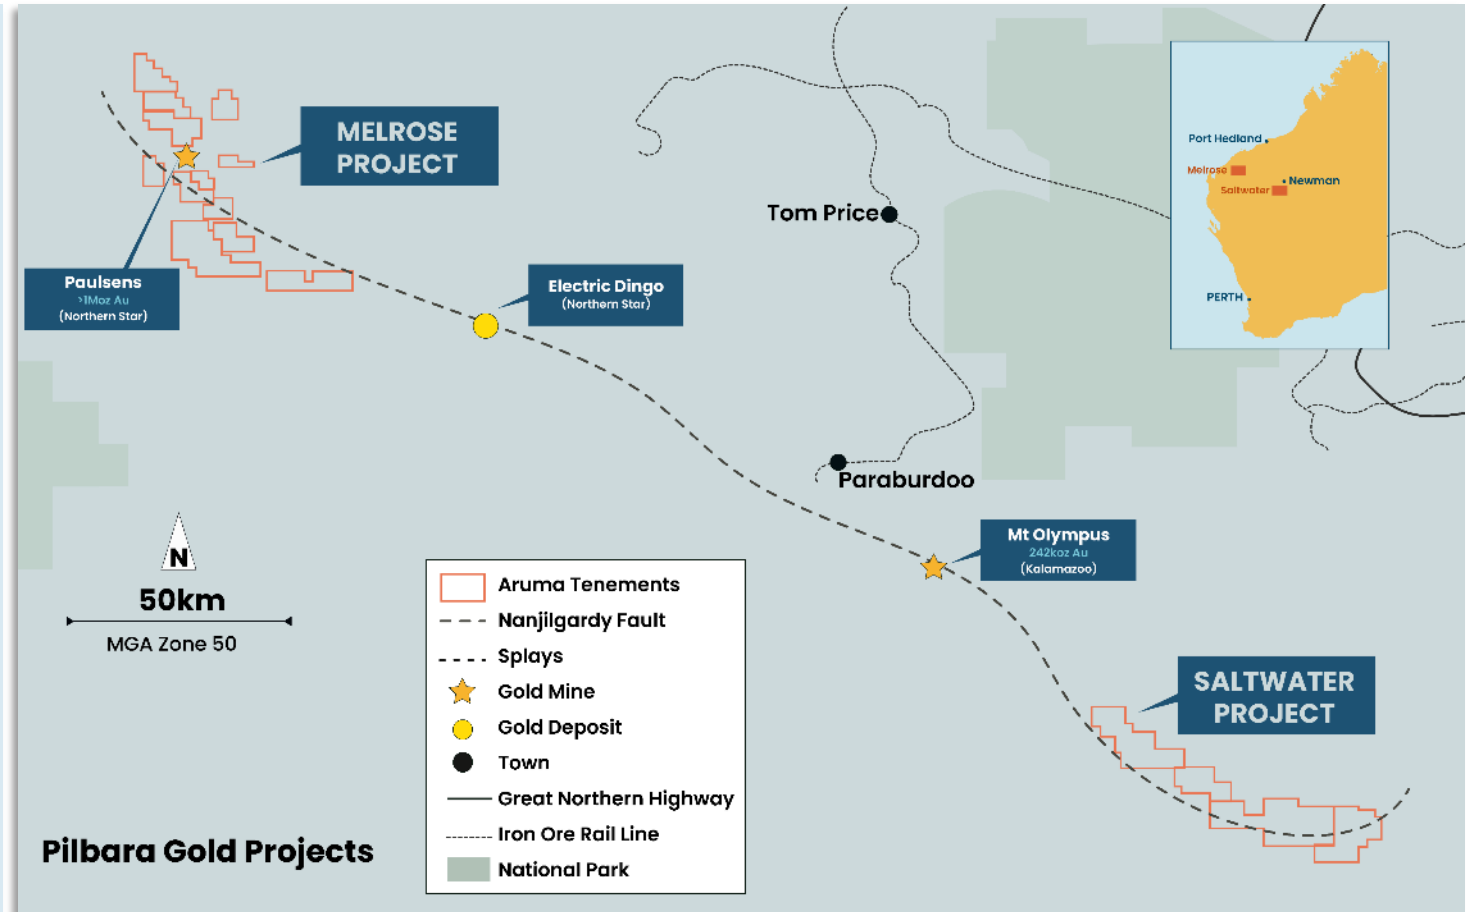 MELROSE
PROJECT
Paulsens
>1Moz Au
(Northern Star)
Electric Dingo
(Northern Star)
Tom Price
Paraburdoo
Mt Olympus
242koz Au
(Kalamazoo)
SALTWATER
PROJECT
Port Hedland
Melrose
Newman
Saltwater
PERTH
N
50km
MGA Zone 50
Aruma Tenements
Nanjilgardy Fault
Splays
Gold Mine
Gold Deposit
Town
Great Northern Highway
Iron Ore Rail Line
National Park
Pilbara Gold Projects